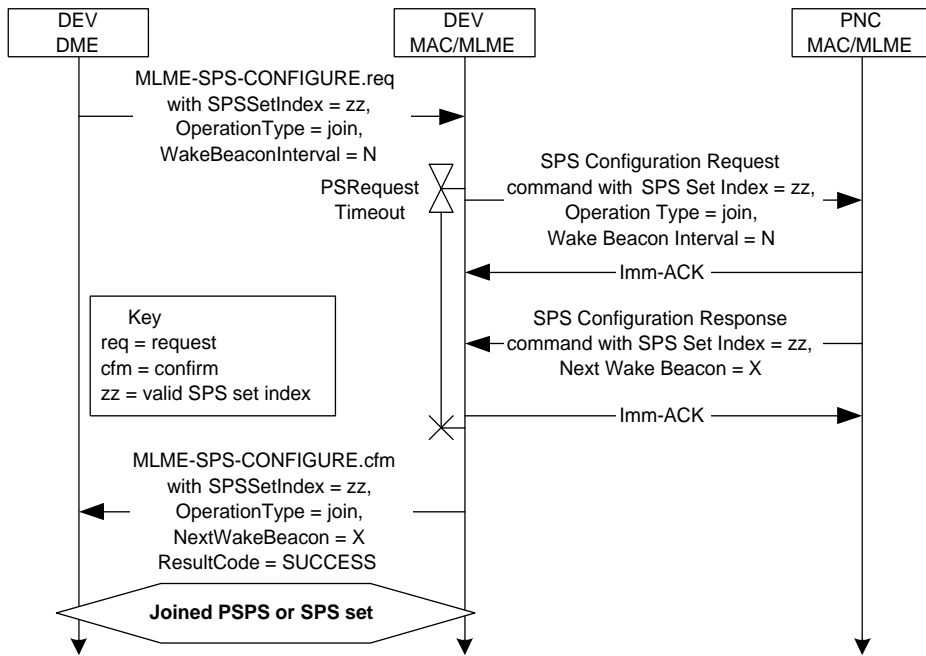 DEV
DME
DEV
MAC/MLME
PNC
MAC/MLME
MLME-SPS-CONFIGURE.req
with SPSSetIndex = zz,
OperationType = join,
WakeBeaconInterval = N
PSRequest
Timeout
SPS Configuration Request
command with SPS Set Index = zz,
Operation Type = join,
Wake Beacon Interval = N
Imm-ACK
Key
req = request
cfm = confirm
zz = valid SPS set index
SPS Configuration Response
command with SPS Set Index = zz,
Next Wake Beacon = X
Imm-ACK
MLME-SPS-CONFIGURE.cfm
with SPSSetIndex = zz,
OperationType = join,
NextWakeBeacon = X
ResultCode = SUCCESS
Joined PSPS or SPS set